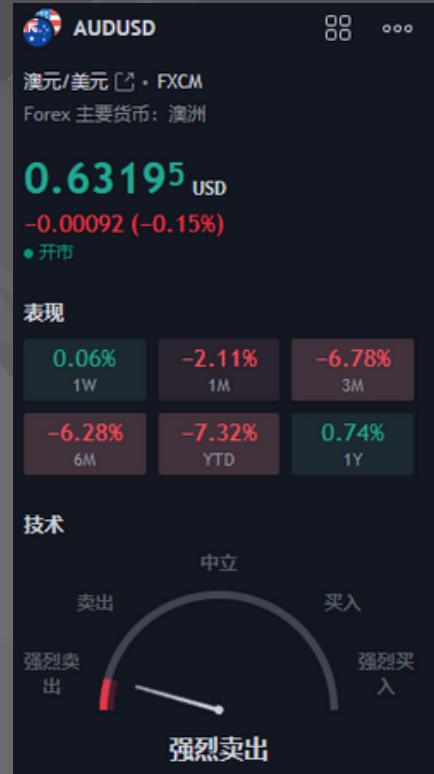 AUDUSD
澳元/美元 • FXCM
Forex 主要货币：澳洲
0.63195 USD
−0.00092 (−0.15%)
开市
表现
0.06% −2.11% −6.78%
1W 1M 3M
−6.28% −7.32% 0.74%
6M YTD 1Y
技术
中立
卖出 买入
强烈卖 强烈买
出 入
强烈卖出